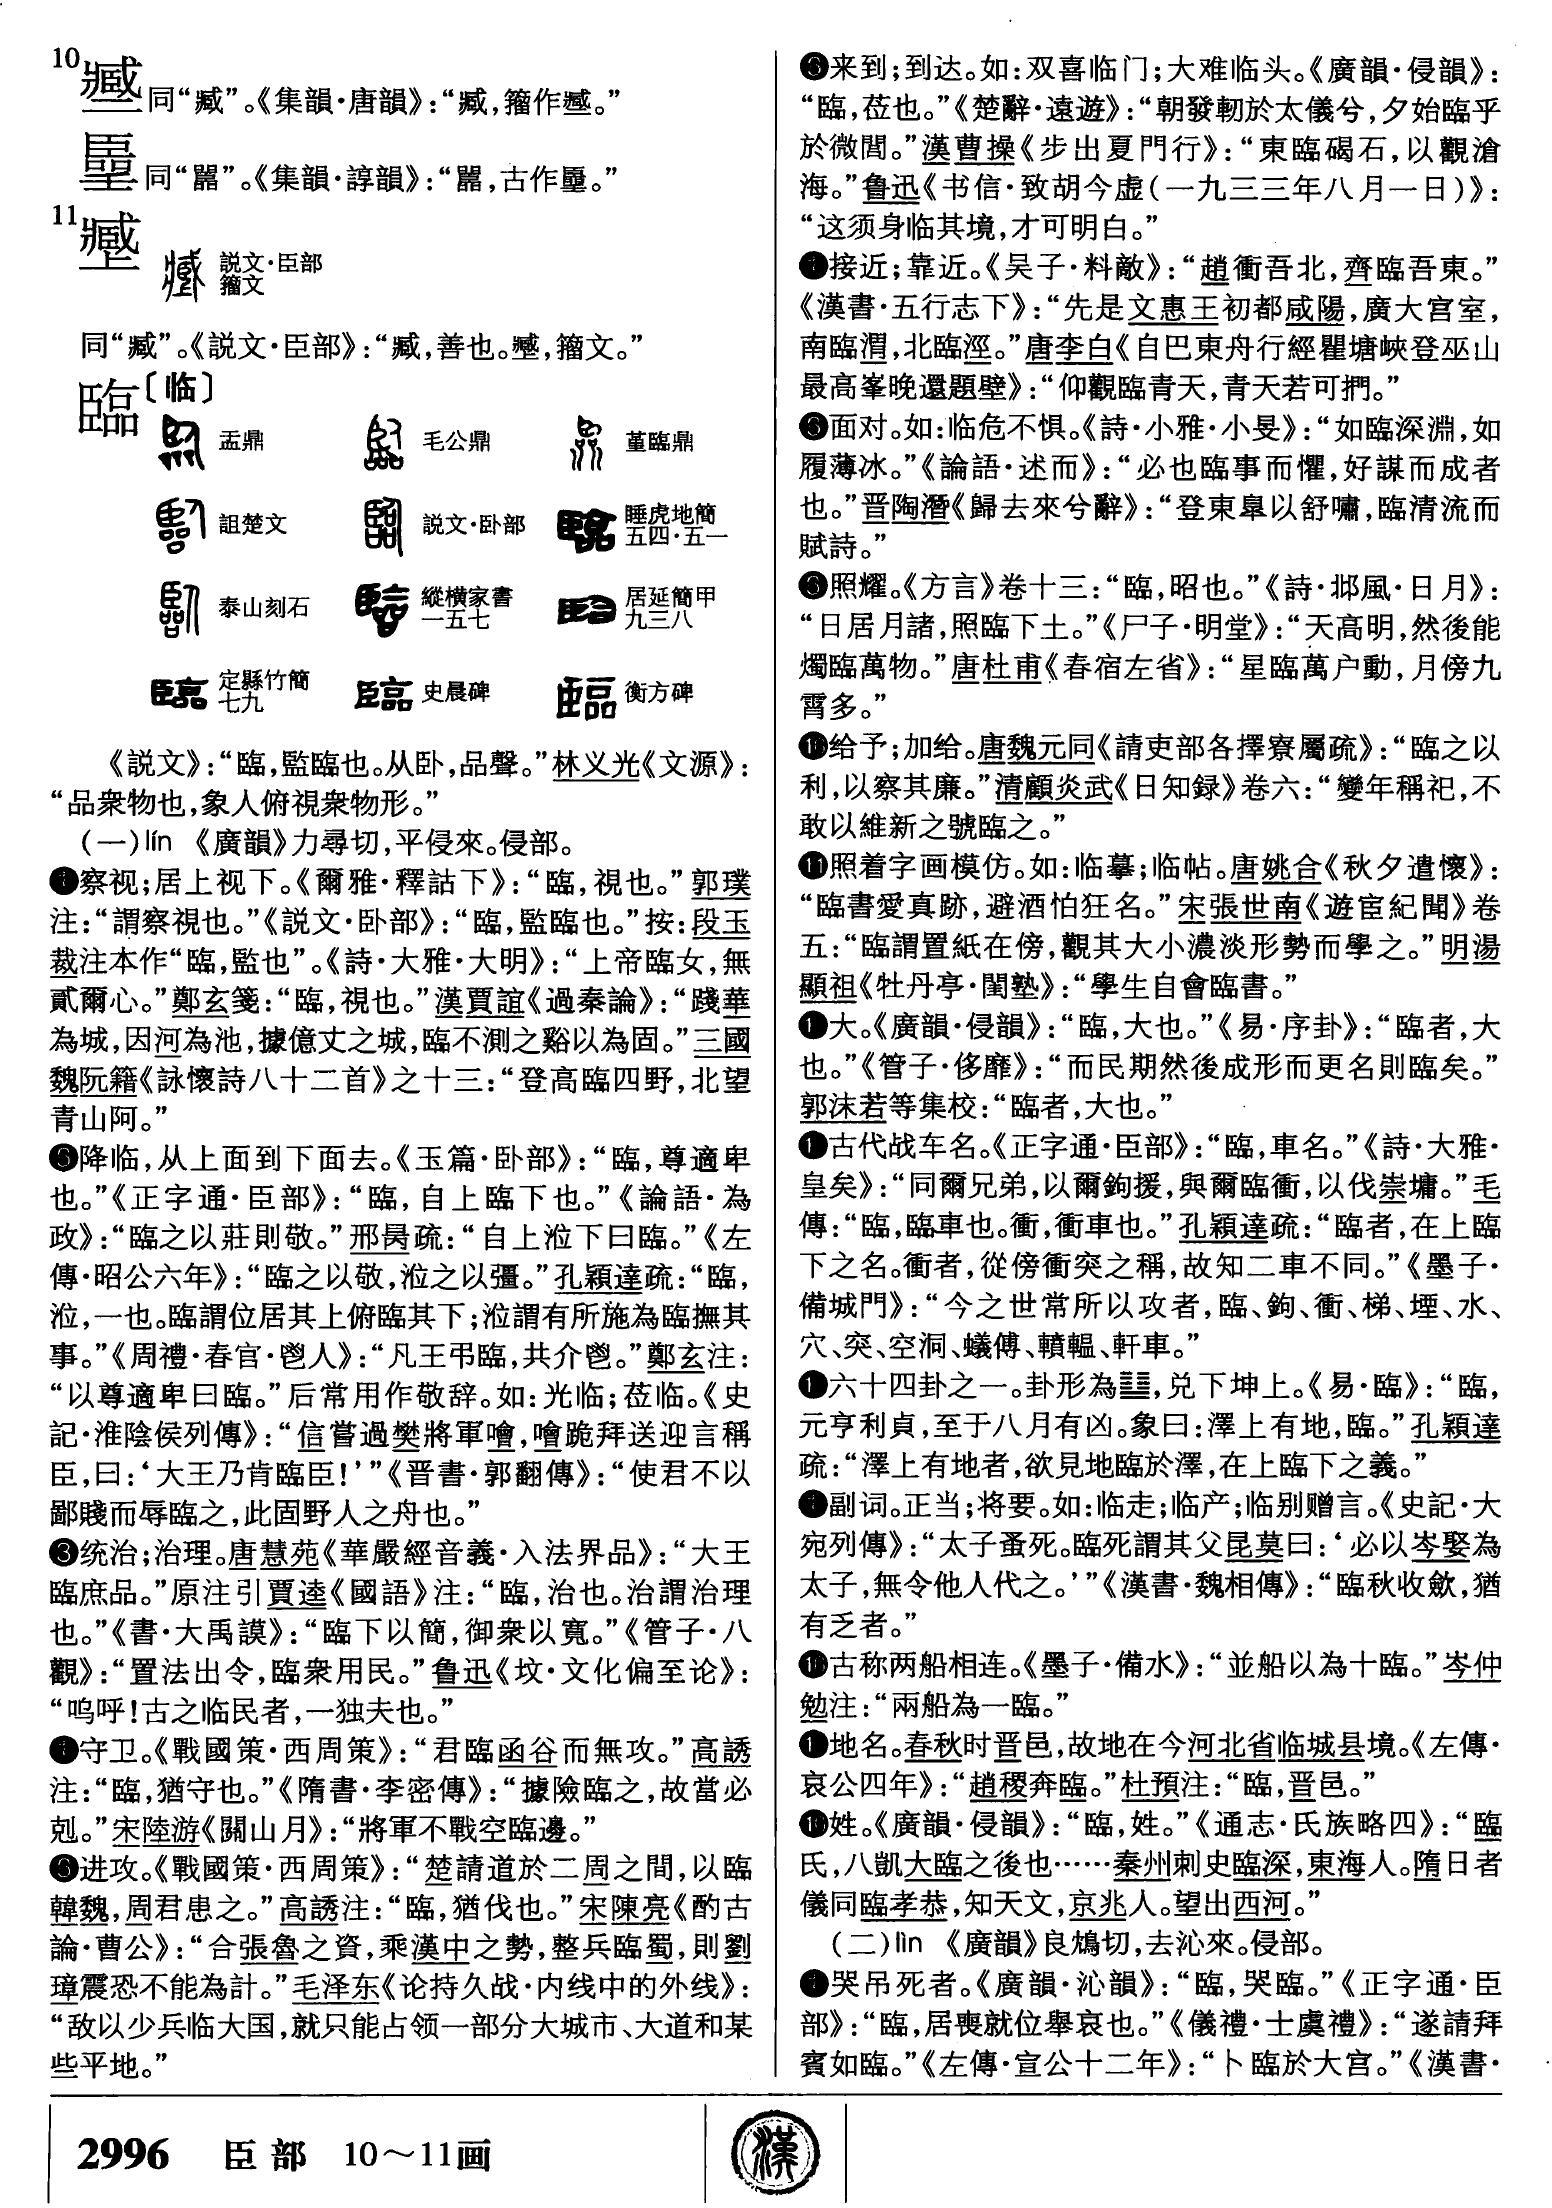 10
同“臧”。《集韻·唐韻》：“臧，籀作。”
同“嚚”。《集韻·諄韻》：“嚚，古作。”
11
説文·臣部
籀文
同“臧”。《説文·臣部》：“臧，善也。，籀文。”
臨〔临〕
盂鼎 毛公鼎 堇臨鼎
詛楚文 説文·卧部 睡虎地簡五四·五一
泰山刻石 縱横家書一五七 居延簡甲九三八
定縣竹簡七九 史晨碑 衡方碑
《説文》：“臨，監臨也。从卧，品聲。”林义光《文源》：
“品衆物也，象人俯視衆物形。”
(一)lín 《廣韻》力尋切，平侵來。侵部。
察视；居上视下。《爾雅·釋詁下》：“臨，視也。”郭璞
注：“謂察視也。”《説文·卧部》：“臨，監臨也。”按：段玉
裁注本作“臨，監也”。《詩·大雅·大明》：“上帝臨女，無
貳爾心。”鄭玄箋：“臨，視也。”漢賈誼《過秦論》：“踐華
為城，因河為池，據億丈之城，臨不測之谿以為固。”三國
魏阮籍《詠懷詩八十二首》之十三：“登高臨四野，北望
青山阿。”
降临，从上面到下面去。《玉篇·卧部》：“臨，尊適卑
也。”《正字通·臣部》：“臨，自上臨下也。”《論語·為
政》：“臨之以莊則敬。”邢昺疏：“自上涖下曰臨。”《左
傳·昭公六年》：“臨之以敬，涖之以彊。”孔穎達疏：“臨，
涖，一也。臨謂位居其上俯臨其下；涖謂有所施為臨撫其
事。”《周禮·春官·鬯人》：“凡王弔臨，共介鬯。”鄭玄注：
“以尊適卑曰臨。”后常用作敬辞。如：光临；莅临。《史
記·淮陰侯列傳》：“信嘗過樊將軍噲，噲跪拜送迎言稱
臣，曰：‘大王乃肯臨臣！’”《晋書·郭翻傳》：“使君不以
鄙賤而辱臨之，此固野人之舟也。”
❸统治；治理。唐慧苑《華嚴經音義·入法界品》：“大王
臨庶品。”原注引賈逵《國語》注：“臨，治也。治謂治理
也。”《書·大禹謨》：“臨下以簡，御衆以寬。”《管子·八
觀》：“置法出令，臨衆用民。”鲁迅《坟·文化偏至论》：
“呜呼！古之临民者，一独夫也。”
守卫。《戰國策·西周策》：“君臨函谷而無攻。”高誘
注：“臨，猶守也。”《隋書·李密傳》：“據險臨之，故當必
剋。”宋陸游《關山月》：“將軍不戰空臨邊。”
进攻。《戰國策·西周策》：“楚請道於二周之間，以臨
韓魏，周君患之。”高誘注：“臨，猶伐也。”宋陳亮《酌古
論·曹公》：“合張魯之資，乘漢中之勢，整兵臨蜀，則劉
璋震恐不能為計。”毛泽东《论持久战·内线中的外线》：
“敌以少兵临大国，就只能占领一部分大城市、大道和某
些平地。”
来到；到达。如：双喜临门；大难临头。《廣韻·侵韻》：
“臨，莅也。”《楚辭·遠遊》：“朝發軔於太儀兮，夕始臨乎
於微閭。”漢曹操《步出夏門行》：“東臨碣石，以觀滄
海。”鲁迅《书信·致胡今虚(一九三三年八月一日)》：
“这须身临其境，才可明白。”
接近；靠近。《吴子·料敵》：“趙衝吾北，齊臨吾東。”
《漢書·五行志下》：“先是文惠王初都咸陽，廣大宫室，
南臨渭，北臨涇。”唐李白《自巴東舟行經瞿塘峽登巫山
最高峯晚還題壁》：“仰觀臨青天，青天若可捫。”
面对。如：临危不惧。《詩·小雅·小旻》：“如臨深淵，如
履薄冰。”《論語·述而》：“必也臨事而懼，好謀而成者
也。”晋陶潛《歸去來兮辭》：“登東皋以舒嘯，臨清流而
賦詩。”
照耀。《方言》卷十三：“臨，昭也。”《詩·邶風·日月》：
“日居月諸，照臨下土。”《尸子·明堂》：“天高明，然後能
燭臨萬物。”唐杜甫《春宿左省》：“星臨萬户動，月傍九
霄多。”
给予；加给。唐魏元同《請吏部各擇寮屬疏》：“臨之以
利，以察其廉。”清顧炎武《日知録》卷六：“變年稱祀，不
敢以維新之號臨之。”
⓫照着字画模仿。如：临摹；临帖。唐姚合《秋夕遣懷》：
“臨書愛真跡，避酒怕狂名。”宋張世南《遊宦紀聞》卷
五：“臨謂置紙在傍，觀其大小濃淡形勢而學之。”明湯
顯祖《牡丹亭·閨塾》：“學生自會臨書。”
大。《廣韻·侵韻》：“臨，大也。”《易·序卦》：“臨者，大
也。”《管子·侈靡》：“而民期然後成形而更名則臨矣。”
郭沫若等集校：“臨者，大也。”
古代战车名。《正字通·臣部》：“臨，車名。”《詩·大雅·
皇矣》：“同爾兄弟，以爾鉤援，與爾臨衝，以伐崇墉。”毛
傳：“臨，臨車也。衝，衝車也。”孔穎達疏：“臨者，在上臨
下之名。衝者，從傍衝突之稱，故知二車不同。”《墨子·
備城門》：“今之世常所以攻者，臨、鉤、衝、梯、堙、水、
穴、突、空洞、蟻傅、轒轀、軒車。”
六十四卦之一。卦形為䷒，兑下坤上。《易·臨》：“臨，
元亨利貞，至于八月有凶。象曰：澤上有地，臨。”孔穎達
疏：“澤上有地者，欲見地臨於澤，在上臨下之義。”
副词。正当；将要。如：临走；临产；临别赠言。《史記·大
宛列傳》：“太子蚤死。臨死謂其父昆莫曰：‘必以岑娶為
太子，無令他人代之。’”《漢書·魏相傳》：“臨秋收斂，猶
有乏者。”
古称两船相连。《墨子·備水》：“並船以為十臨。”岑仲
勉注：“兩船為一臨。”
地名。春秋时晋邑，故地在今河北省临城县境。《左傳·
哀公四年》：“趙稷奔臨。”杜預注：“臨，晋邑。”
姓。《廣韻·侵韻》：“臨，姓。”《通志·氏族略四》：“臨
氏，八凱大臨之後也……秦州刺史臨深，東海人。隋日者
儀同臨孝恭，知天文，京兆人。望出西河。”
(二)lìn 《廣韻》良鴆切，去沁來。侵部。
哭吊死者。《廣韻·沁韻》：“臨，哭臨。”《正字通·臣
部》：“臨，居喪就位舉哀也。”《儀禮·士虞禮》：“遂請拜
賓如臨。”《左傳·宣公十二年》：“卜臨於大宫。”《漢書·
2996 臣部 10～11画
漢